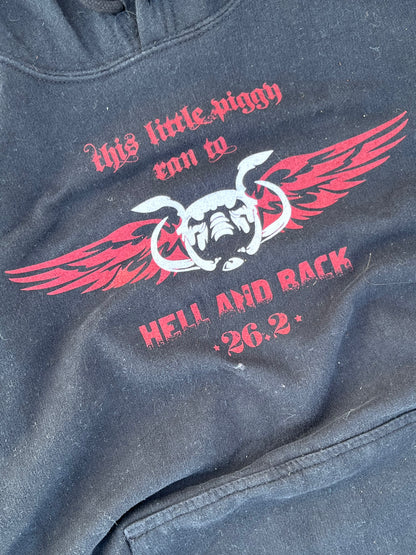 this little piggy
ran to
HELL AND BACK
26.2